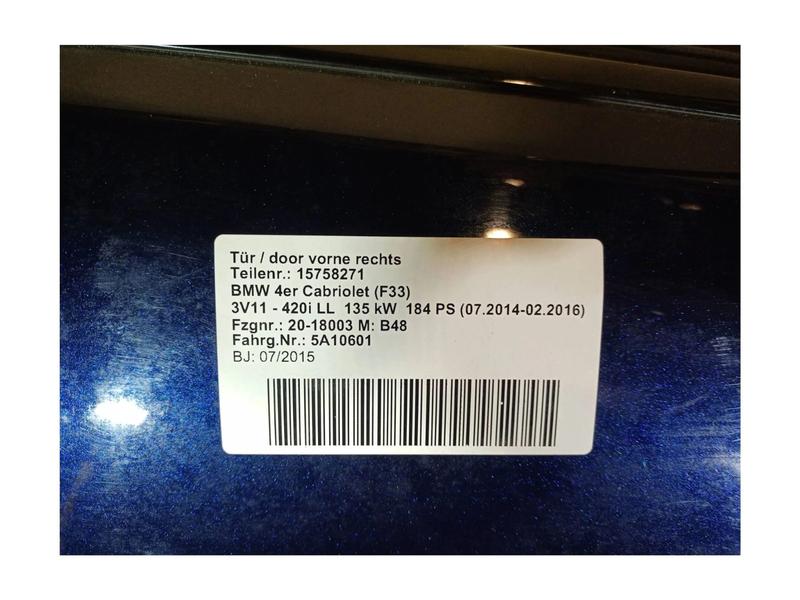 Tür / door vorne rechts
Teilenr.: 15758271
BMW 4er Cabriolet (F33)
3V11 - 420i LL 135 kW 184 PS (07.2014-02.2016)
Fzgnr.: 20-18003 M: B48
Fahrg.Nr.: 5A10601
BJ: 07/2015